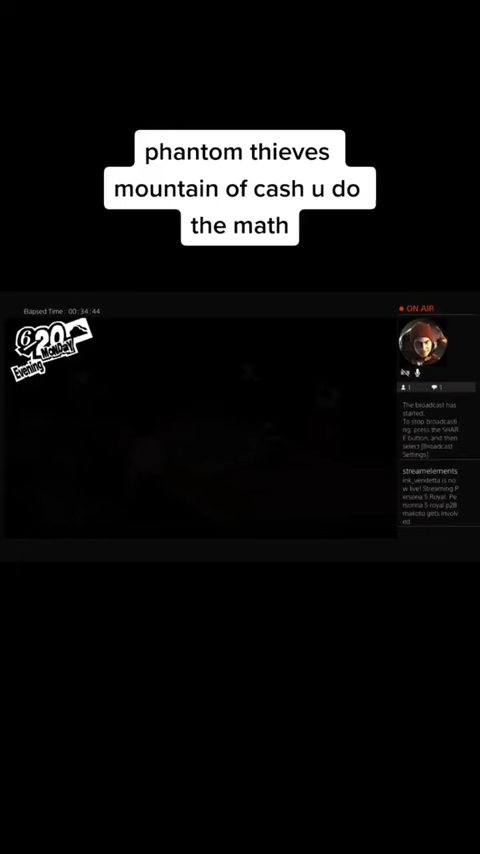 phantom thieves
mountain of cash u do
the math
Elapsed Time: 00:34:44
ON AIR
6/20
Monday
Evening
1 1
The broadcast has
started.
To stop broadcasti
ng, press the SHAR
E button, and then
select [Broadcast
Settings].
streamelements
ink_vendetta is no
w live! Streaming P
ersona 5 Royal: Pe
rsonna 5 royal p28
makoto gets involv
ed